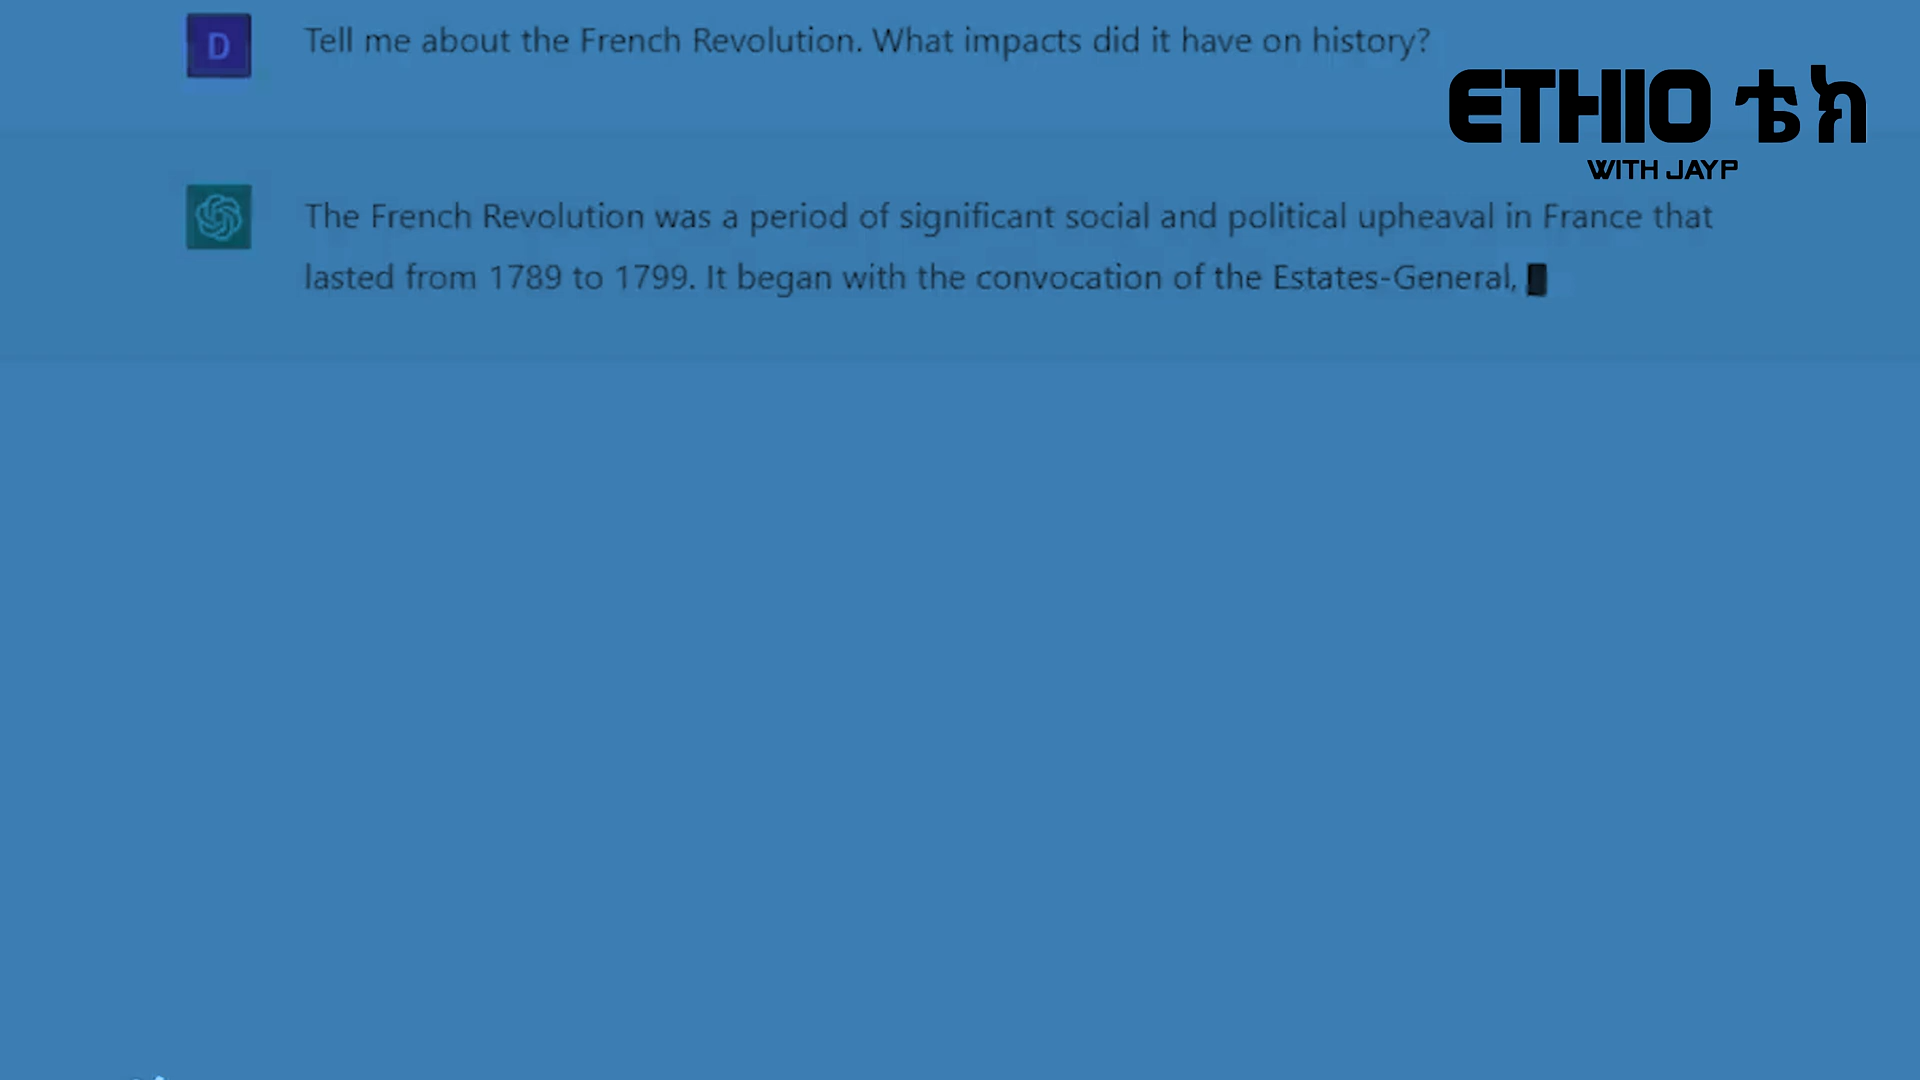 D
Tell me about the French Revolution. What impacts did it have on history?
ETHIO ቴክ
WITH JAYP
The French Revolution was a period of significant social and political upheaval in France that
lasted from 1789 to 1799. It began with the convocation of the Estates-General,